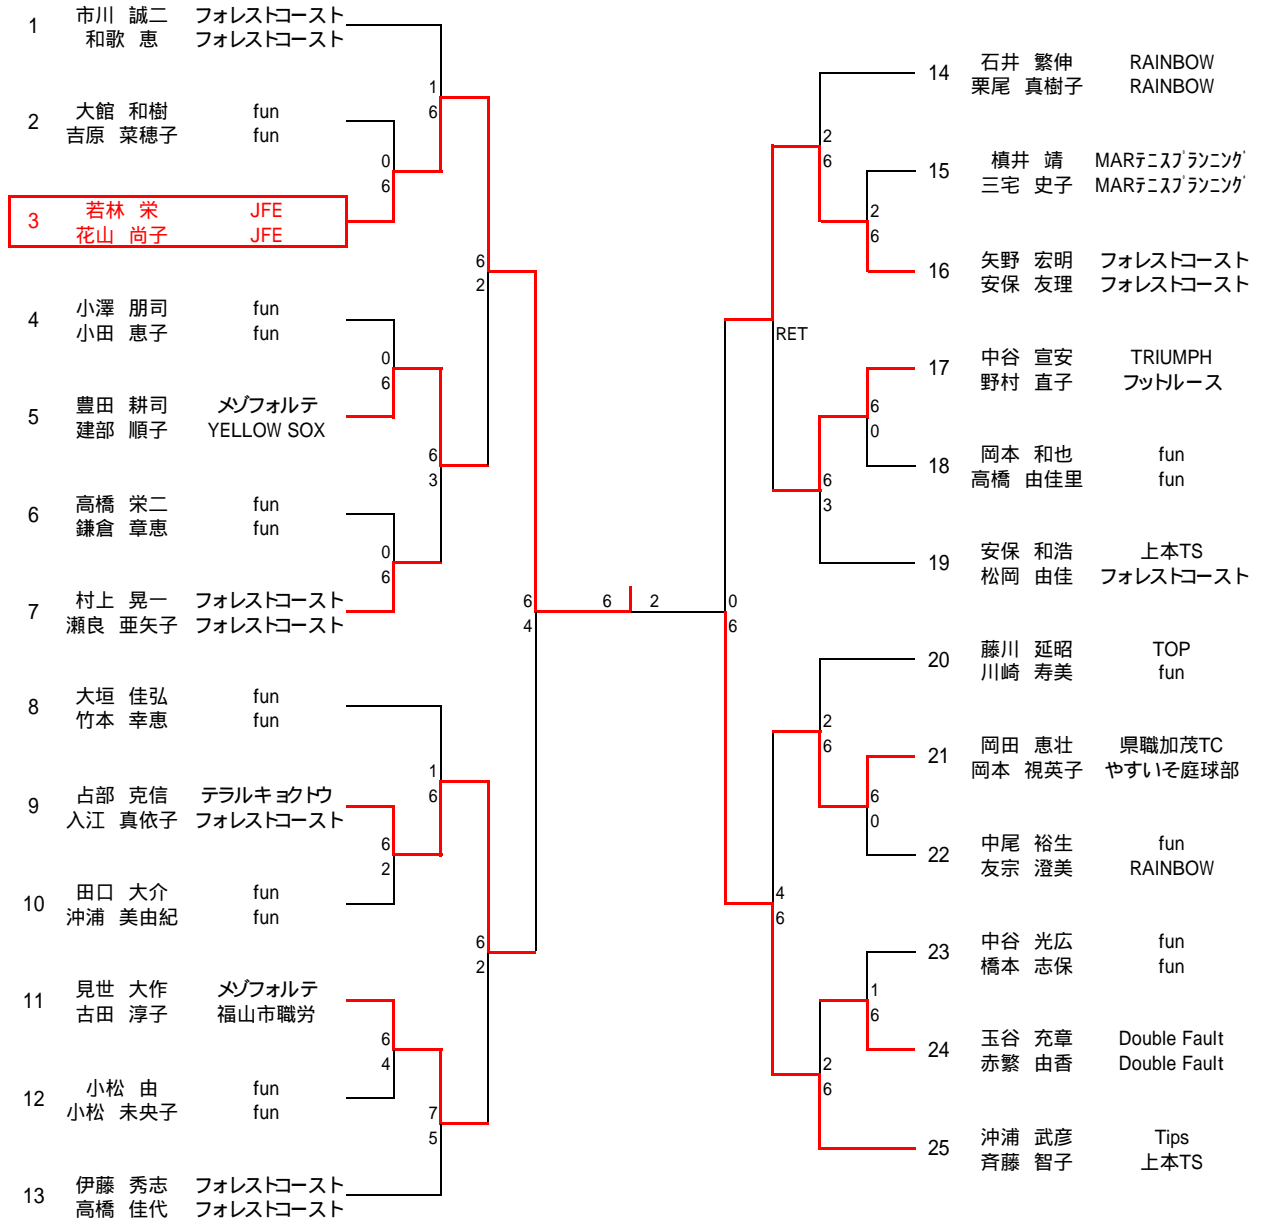 1 市川 誠二 フォレストコースト
和歌 恵 フォレストコースト
2 大館 和樹 fun
吉原 菜穂子 fun
3 若林 栄 JFE
花山 尚子 JFE
4 小澤 朋司 fun
小田 恵子 fun
5 豊田 耕司 メゾフォルテ
建部 順子 YELLOW SOX
6 高橋 栄二 fun
鎌倉 章恵 fun
7 村上 晃一 フォレストコースト
瀬良 亜矢子 フォレストコースト
8 大垣 佳弘 fun
竹本 幸恵 fun
9 占部 克信 テラルキョクトウ
入江 真依子 フォレストコースト
10 田口 大介 fun
沖浦 美由紀 fun
11 見世 大作 メゾフォルテ
古田 淳子 福山市職労
12 小松 由 fun
小松 未央子 fun
13 伊藤 秀志 フォレストコースト
高橋 佳代 フォレストコースト
0
6
0
6
0
6
6
2
6
4
1
6
6
3
1
6
7
5
6
2
6
2
6
4
6 2
0
6
RET
4
6
2
6
6
3
2
6
2
6
2
6
6
0
6
0
1
6
14 石井 繁伸 RAINBOW
栗尾 真樹子 RAINBOW
15 槙井 靖 MARテニスプランニング
三宅 史子 MARテニスプランニング
16 矢野 宏明 フォレストコースト
安保 友理 フォレストコースト
17 中谷 宣安 TRIUMPH
野村 直子 フットルース
18 岡本 和也 fun
高橋 由佳里 fun
19 安保 和浩 上本TS
松岡 由佳 フォレストコースト
20 藤川 延昭 TOP
川崎 寿美 fun
21 岡田 恵壮 県職加茂TC
岡本 視英子 やすいそ庭球部
22 中尾 裕生 fun
友宗 澄美 RAINBOW
23 中谷 光広 fun
橋本 志保 fun
24 玉谷 充章 Double Fault
赤繁 由香 Double Fault
25 沖浦 武彦 Tips
斉藤 智子 上本TS